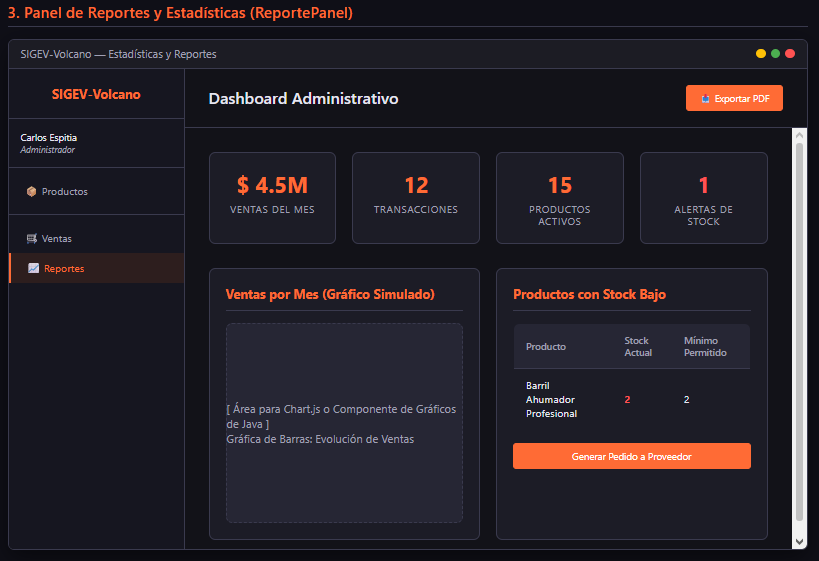 3. Panel de Reportes y Estadísticas (ReportePanel)
SIGEV-Volcano — Estadísticas y Reportes
SIGEV-Volcano
Carlos Espitia
Administrador
Productos
Ventas
Reportes
Dashboard Administrativo
Exportar PDF
$ 4.5M
VENTAS DEL MES
12
TRANSACCIONES
15
PRODUCTOS
ACTIVOS
1
ALERTAS DE
STOCK
Ventas por Mes (Gráfico Simulado)
[ Área para Chart.js o Componente de Gráficos
de Java ]
Gráfica de Barras: Evolución de Ventas
Productos con Stock Bajo
Producto
Stock
Actual
Mínimo
Permitido
Barril
Ahumador
Profesional
2
2
Generar Pedido a Proveedor